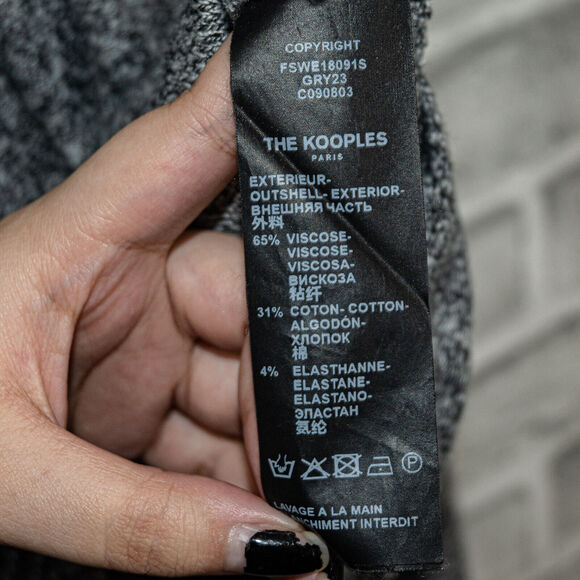 COPYRIGHT
FSWE18091S
GRY23
C090803
THE KOOPLES
PARIS
EXTERIEUR-
OUTSHELL- EXTERIOR-
ВНЕШНЯЯ ЧАСТЬ
外料
65% VISCOSE-
VISCOSE-
VISCOSA-
ВИСКОЗА
粘纤
31% COTON- COTTON-
ALGODÓN-
ХЛОПОК
棉
4% ELASTHANNE-
ELASTANE-
ELASTANO-
ЭЛАСТАН
氨纶
P
LAVAGE A LA MAIN
INTERDIT